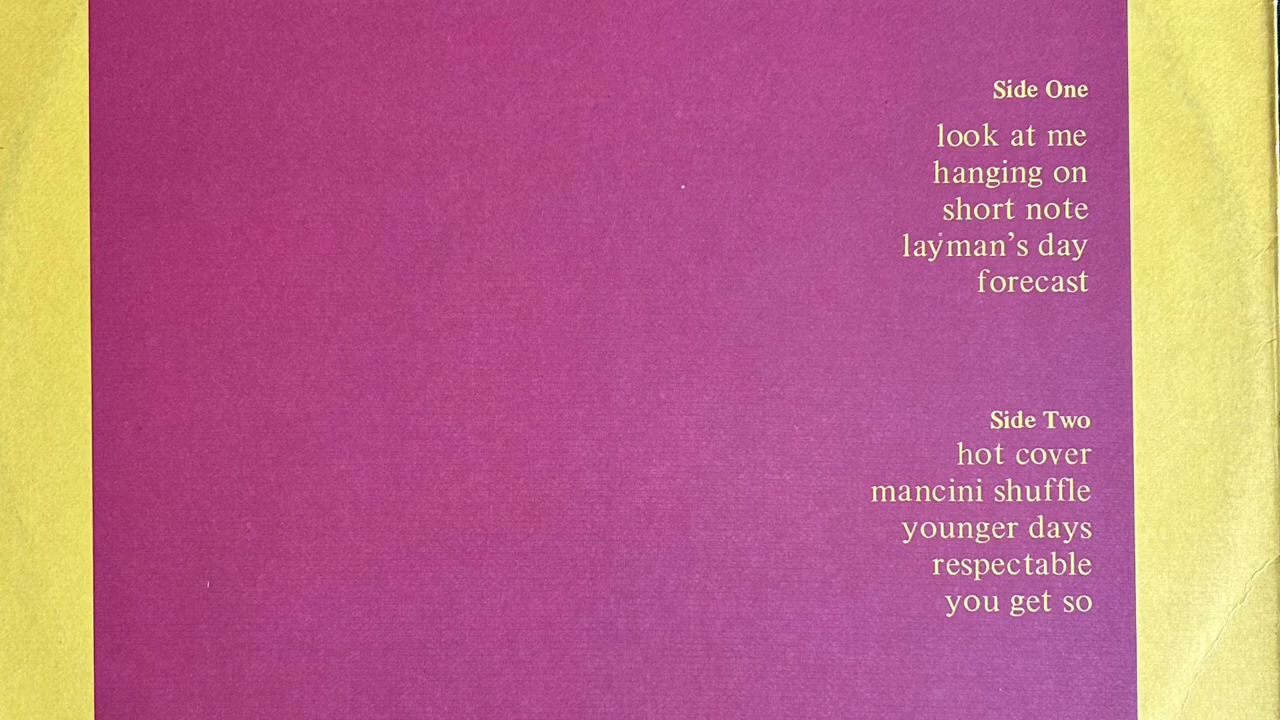 Side One
look at me
hanging on
short note
layman's day
forecast
Side Two
hot cover
mancini shuffle
younger days
respectable
you get so